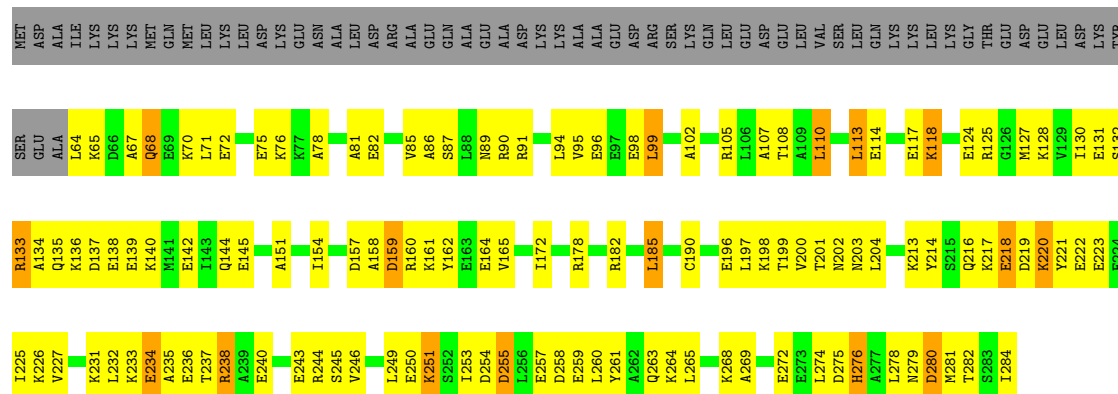 MET ASP ALA ILE LYS LYS LYS MET GLN MET LEU LYS LEU ASP LYS GLU ASN ALA LEU ASP ARG ALA GLU GLN ALA GLU ALA ASP LYS LYS ALA ALA GLU ASP ARG SER LYS GLN LEU GLU ASP GLU LEU VAL SER LEU GLN LYS LYS LEU LYS GLY THR GLU ASP GLU LEU ASP LYS TYR
SER GLU ALA L64 K65 D66 A67 Q68 E69 K70 L71 E72 E75 K76 K77 A78 A81 E82 V85 A86 S87 L88 N89 R90 R91 L94 V95 E96 E97 E98 L99 A102 R105 L106 A107 T108 A109 L110 L113 E114 E117 K118 E124 R125 G126 M127 K128 V129 I130 E131 S132
R133 A134 Q135 K136 D137 E138 E139 K140 M141 E142 I143 Q144 E145 A151 I154 D157 A158 D159 R160 K161 Y162 E163 E164 V165 I172 R178 R182 L185 C190 E196 L197 K198 T199 V200 T201 N202 N203 L204 K213 Y214 S215 Q216 K217 E218 D219 K220 Y221 E222 E223 E224
I225 K226 V227 K231 L232 K233 E234 A235 E236 T237 R238 A239 E240 E243 R244 S245 V246 L249 E250 K251 S252 I253 D254 D255 L256 E257 D258 E259 L260 Y261 A262 Q263 K264 L265 K268 A269 E272 E273 L274 D275 H276 A277 L278 N279 D280 M281 T282 S283 I284